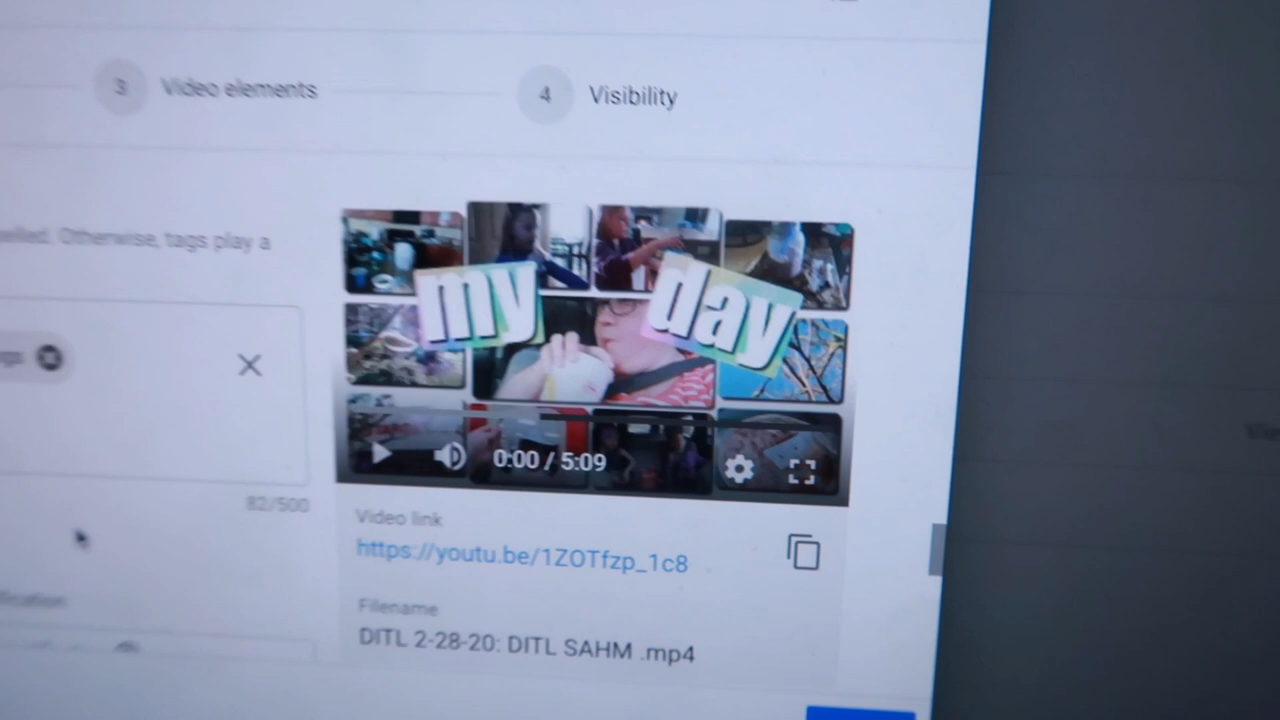 3 Video elements
4 Visibility
Otherwise, tags play a
my day
0:00 / 5:09
82/500
Video link
https://youtu.be/1ZOTfzp_1c8
Filename
DITL 2-28-20: DITL SAHM .mp4